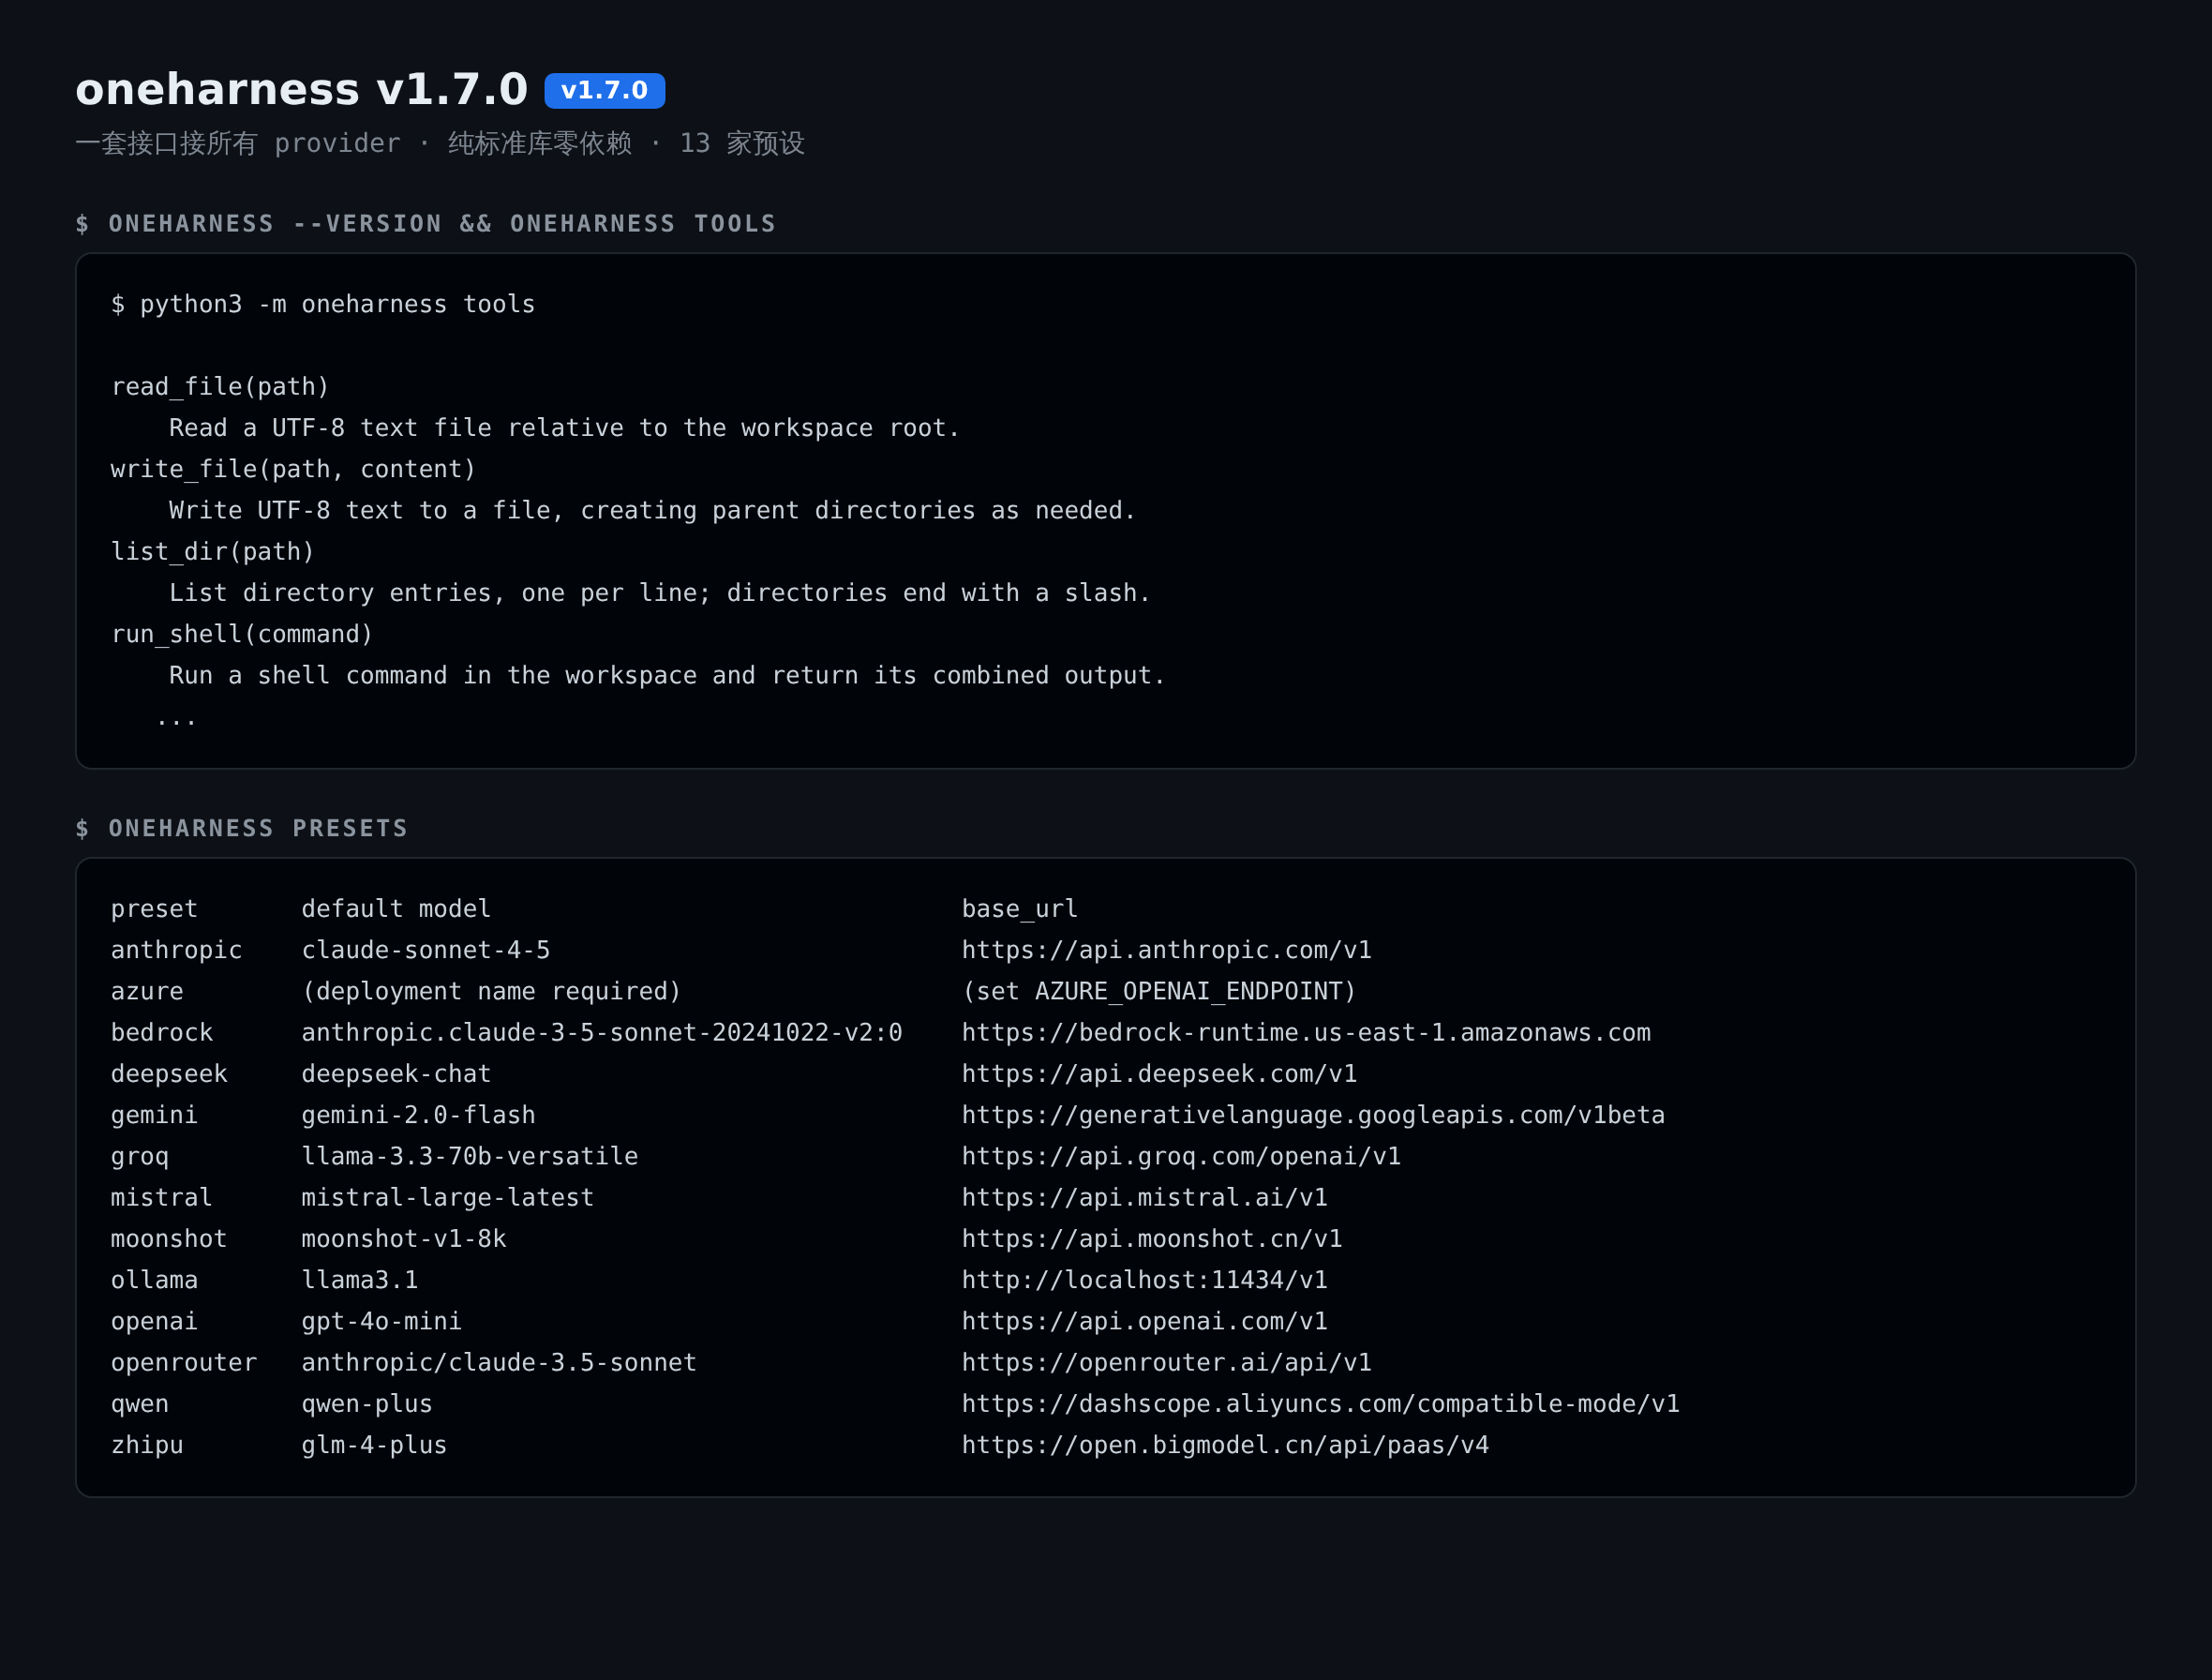 oneharness v1.7.0 v1.7.0
一套接口接所有 provider · 纯标准库零依赖 · 13 家预设
$ ONEHARNESS --VERSION && ONEHARNESS TOOLS
$ python3 -m oneharness tools
read_file(path)
    Read a UTF-8 text file relative to the workspace root.
write_file(path, content)
    Write UTF-8 text to a file, creating parent directories as needed.
list_dir(path)
    List directory entries, one per line; directories end with a slash.
run_shell(command)
    Run a shell command in the workspace and return its combined output.
   ...
$ ONEHARNESS PRESETS
preset       default model                                base_url
anthropic    claude-sonnet-4-5                            https://api.anthropic.com/v1
azure        (deployment name required)                   (set AZURE_OPENAI_ENDPOINT)
bedrock      anthropic.claude-3-5-sonnet-20241022-v2:0    https://bedrock-runtime.us-east-1.amazonaws.com
deepseek     deepseek-chat                                https://api.deepseek.com/v1
gemini       gemini-2.0-flash                             https://generativelanguage.googleapis.com/v1beta
groq         llama-3.3-70b-versatile                      https://api.groq.com/openai/v1
mistral      mistral-large-latest                         https://api.mistral.ai/v1
moonshot     moonshot-v1-8k                               https://api.moonshot.cn/v1
ollama       llama3.1                                     http://localhost:11434/v1
openai       gpt-4o-mini                                  https://api.openai.com/v1
openrouter   anthropic/claude-3.5-sonnet                  https://openrouter.ai/api/v1
qwen         qwen-plus                                    https://dashscope.aliyuncs.com/compatible-mode/v1
zhipu        glm-4-plus                                   https://open.bigmodel.cn/api/paas/v4